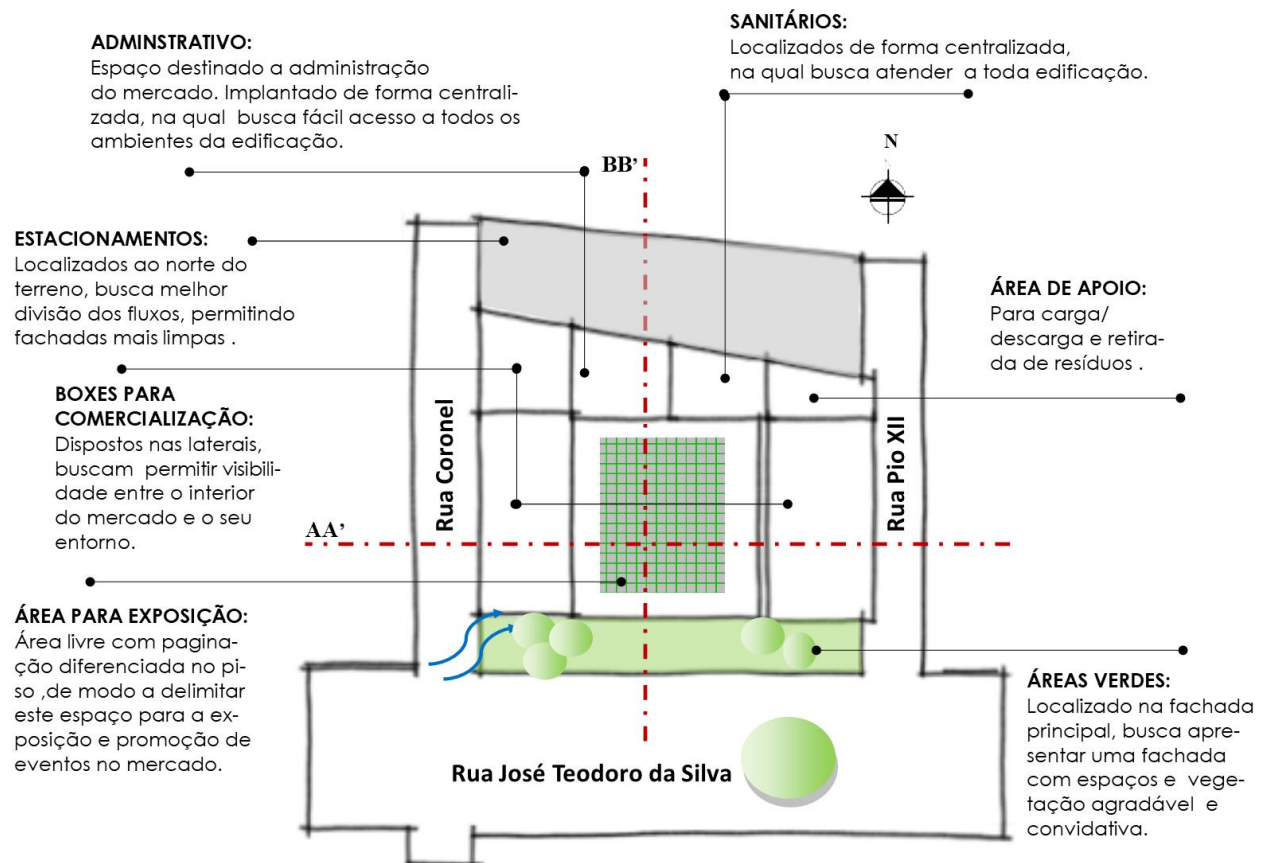 ADMINSTRATIVO:
Espaço destinado a administração
do mercado. Implantado de forma centrali-
zada, na qual busca fácil acesso a todos os
ambientes da edificação.
SANITÁRIOS:
Localizados de forma centralizada,
na qual busca atender a toda edificação.
N
BB’
ESTACIONAMENTOS:
Localizados ao norte do
terreno, busca melhor
divisão dos fluxos, permitindo
fachadas mais limpas .
ÁREA DE APOIO:
Para carga/
descarga e retira-
da de resíduos .
BOXES PARA
COMERCIALIZAÇÃO:
Dispostos nas laterais,
buscam permitir visibili-
dade entre o interior
do mercado e o seu
entorno.
Rua Coronel
Rua Pio XII
AA’
ÁREA PARA EXPOSIÇÃO:
Área livre com pagina-
ção diferenciada no pi-
so ,de modo a delimitar
este espaço para a ex-
posição e promoção de
eventos no mercado.
ÁREAS VERDES:
Localizado na fachada
principal, busca apre-
sentar uma fachada
com espaços e vege-
tação agradável e
convidativa.
Rua José Teodoro da Silva